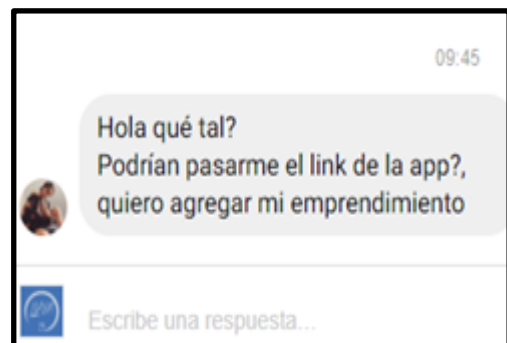 09:45
Hola qué tal?
Podrían pasarme el link de la app?,
quiero agregar mi emprendimiento
Escribe una respuesta...